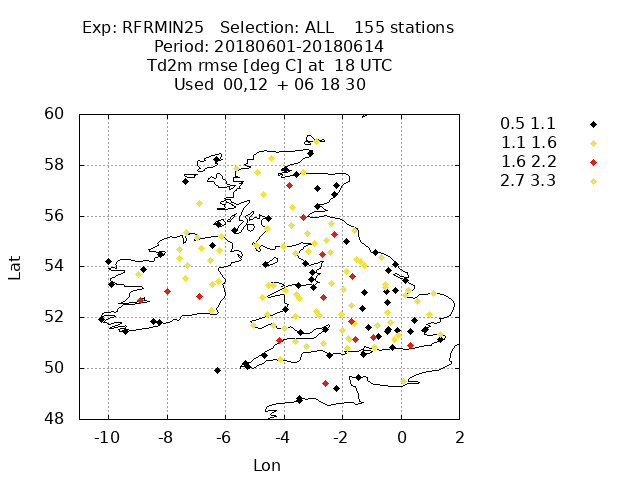 Exp: RFRMIN25 Selection: ALL 155 stations
Period: 20180601-20180614
Td2m rmse [deg C] at 18 UTC
Used 00,12 + 06 18 30
60
58
56
54
52
50
48
-10 -8 -6 -4 -2 0 2
Lat
Lon
0.5 1.1
1.1 1.6
1.6 2.2
2.7 3.3